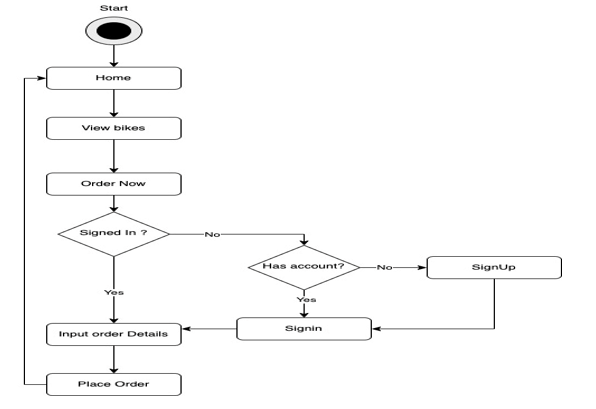 Start
Home
View bikes
Order Now
Signed In ?
No
Has account?
No
SignUp
Yes
Yes
Signin
Input order Details
Place Order